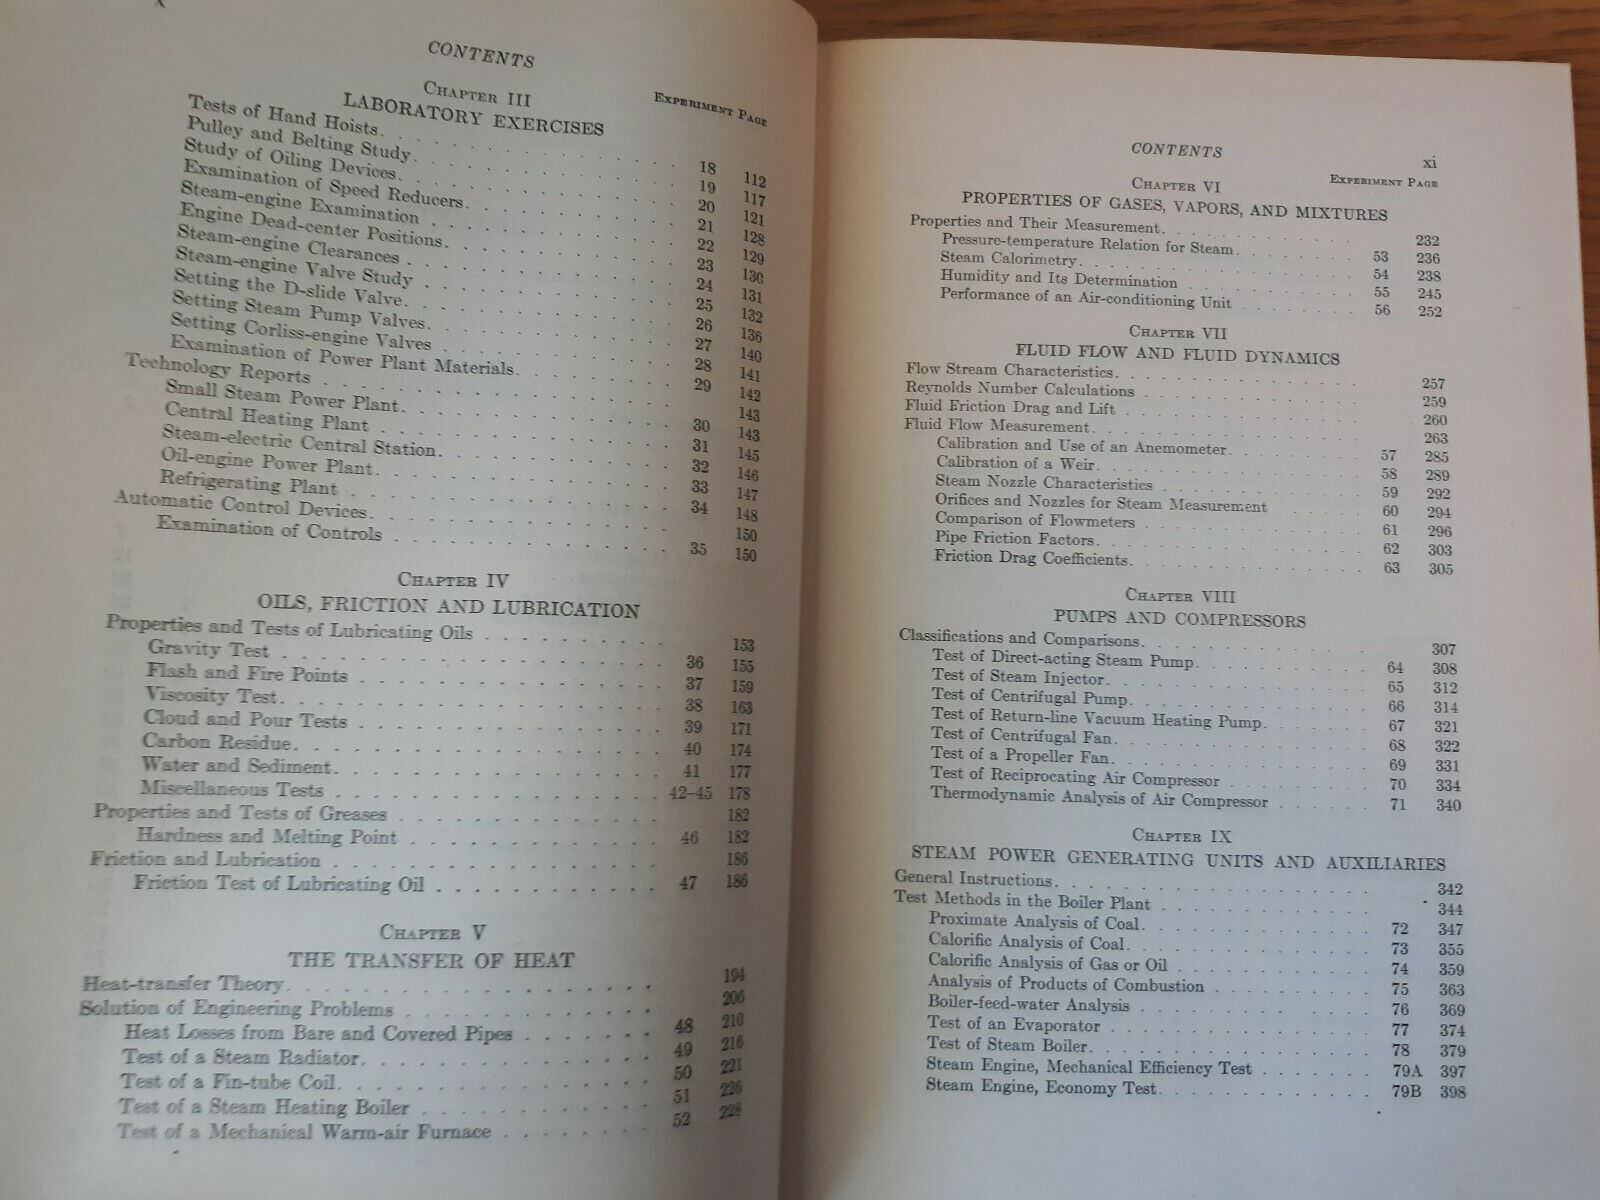 x
CONTENTS
CHAPTER III
EXPERIMENT PAGE
LABORATORY EXERCISES
Tests of Hand Hoists. . . . . . . . . . . . 18 112
Pulley and Belting Study. . . . . . . . . . . . 19 117
Study of Oiling Devices. . . . . . . . . . . . 20 121
Examination of Speed Reducers. . . . . . . . . . 21 128
Steam-engine Examination . . . . . . . . . . . 22 129
Engine Dead-center Positions. . . . . . . . . . 23 130
Steam-engine Clearances . . . . . . . . . . . 24 131
Steam-engine Valve Study . . . . . . . . . . . 25 132
Setting the D-slide Valve. . . . . . . . . . . 26 136
Setting Steam Pump Valves. . . . . . . . . . . 27 140
Setting Corliss-engine Valves . . . . . . . . . . 28 141
Examination of Power Plant Materials. . . . . . . . 29 142
Technology Reports . . . . . . . . . . . . . 143
Small Steam Power Plant. . . . . . . . . . . . 30 143
Central Heating Plant . . . . . . . . . . . . 31 145
Steam-electric Central Station. . . . . . . . . . 32 146
Oil-engine Power Plant. . . . . . . . . . . . 33 147
Refrigerating Plant . . . . . . . . . . . . . 34 148
Automatic Control Devices. . . . . . . . . . . . 150
Examination of Controls . . . . . . . . . . . . 35 150
CHAPTER IV
OILS, FRICTION AND LUBRICATION
Properties and Tests of Lubricating Oils . . . . . . . . 153
Gravity Test . . . . . . . . . . . . . . . 36 155
Flash and Fire Points . . . . . . . . . . . . 37 159
Viscosity Test. . . . . . . . . . . . . . . 38 163
Cloud and Pour Tests . . . . . . . . . . . . 39 171
Carbon Residue. . . . . . . . . . . . . . . 40 174
Water and Sediment. . . . . . . . . . . . . 41 177
Miscellaneous Tests . . . . . . . . . . . . . 42–45 178
Properties and Tests of Greases . . . . . . . . . . 182
Hardness and Melting Point . . . . . . . . . . 46 182
Friction and Lubrication . . . . . . . . . . . . 186
Friction Test of Lubricating Oil . . . . . . . . . 47 186
CHAPTER V
THE TRANSFER OF HEAT
Heat-transfer Theory. . . . . . . . . . . . . 194
Solution of Engineering Problems . . . . . . . . . 206
Heat Losses from Bare and Covered Pipes . . . . . . 48 210
Test of a Steam Radiator. . . . . . . . . . . . 49 216
Test of a Fin-tube Coil. . . . . . . . . . . . 50 221
Test of a Steam Heating Boiler . . . . . . . . . 51 226
Test of a Mechanical Warm-air Furnace . . . . . . . 52 228
CONTENTS xi
CHAPTER VI
EXPERIMENT PAGE
PROPERTIES OF GASES, VAPORS, AND MIXTURES
Properties and Their Measurement. . . . . . . . . . 232
Pressure-temperature Relation for Steam. . . . . . . . 53 236
Steam Calorimetry. . . . . . . . . . . . . . 54 238
Humidity and Its Determination . . . . . . . . . 55 245
Performance of an Air-conditioning Unit . . . . . . . 56 252
CHAPTER VII
FLUID FLOW AND FLUID DYNAMICS
Flow Stream Characteristics. . . . . . . . . . . . 257
Reynolds Number Calculations . . . . . . . . . . . 259
Fluid Friction Drag and Lift . . . . . . . . . . . 260
Fluid Flow Measurement. . . . . . . . . . . . . 263
Calibration and Use of an Anemometer. . . . . . . . 57 285
Calibration of a Weir. . . . . . . . . . . . . 58 289
Steam Nozzle Characteristics . . . . . . . . . . 59 292
Orifices and Nozzles for Steam Measurement . . . . . 60 294
Comparison of Flowmeters . . . . . . . . . . . 61 296
Pipe Friction Factors. . . . . . . . . . . . . 62 303
Friction Drag Coefficients. . . . . . . . . . . . 63 305
CHAPTER VIII
PUMPS AND COMPRESSORS
Classifications and Comparisons. . . . . . . . . . . 307
Test of Direct-acting Steam Pump. . . . . . . . . 64 308
Test of Steam Injector. . . . . . . . . . . . . 65 312
Test of Centrifugal Pump. . . . . . . . . . . . 66 314
Test of Return-line Vacuum Heating Pump. . . . . . . 67 321
Test of Centrifugal Fan. . . . . . . . . . . . 68 322
Test of a Propeller Fan. . . . . . . . . . . . 69 331
Test of Reciprocating Air Compressor . . . . . . . . 70 334
Thermodynamic Analysis of Air Compressor . . . . . . 71 340
CHAPTER IX
STEAM POWER GENERATING UNITS AND AUXILIARIES
General Instructions. . . . . . . . . . . . . . 342
Test Methods in the Boiler Plant . . . . . . . . . . 344
Proximate Analysis of Coal. . . . . . . . . . . 72 347
Calorific Analysis of Coal. . . . . . . . . . . . 73 355
Calorific Analysis of Gas or Oil . . . . . . . . . 74 359
Analysis of Products of Combustion . . . . . . . . 75 363
Boiler-feed-water Analysis . . . . . . . . . . . 76 369
Test of an Evaporator . . . . . . . . . . . . 77 374
Test of Steam Boiler. . . . . . . . . . . . . 78 379
Steam Engine, Mechanical Efficiency Test . . . . . . . 79A 397
Steam Engine, Economy Test. . . . . . . . . . . 79B 398